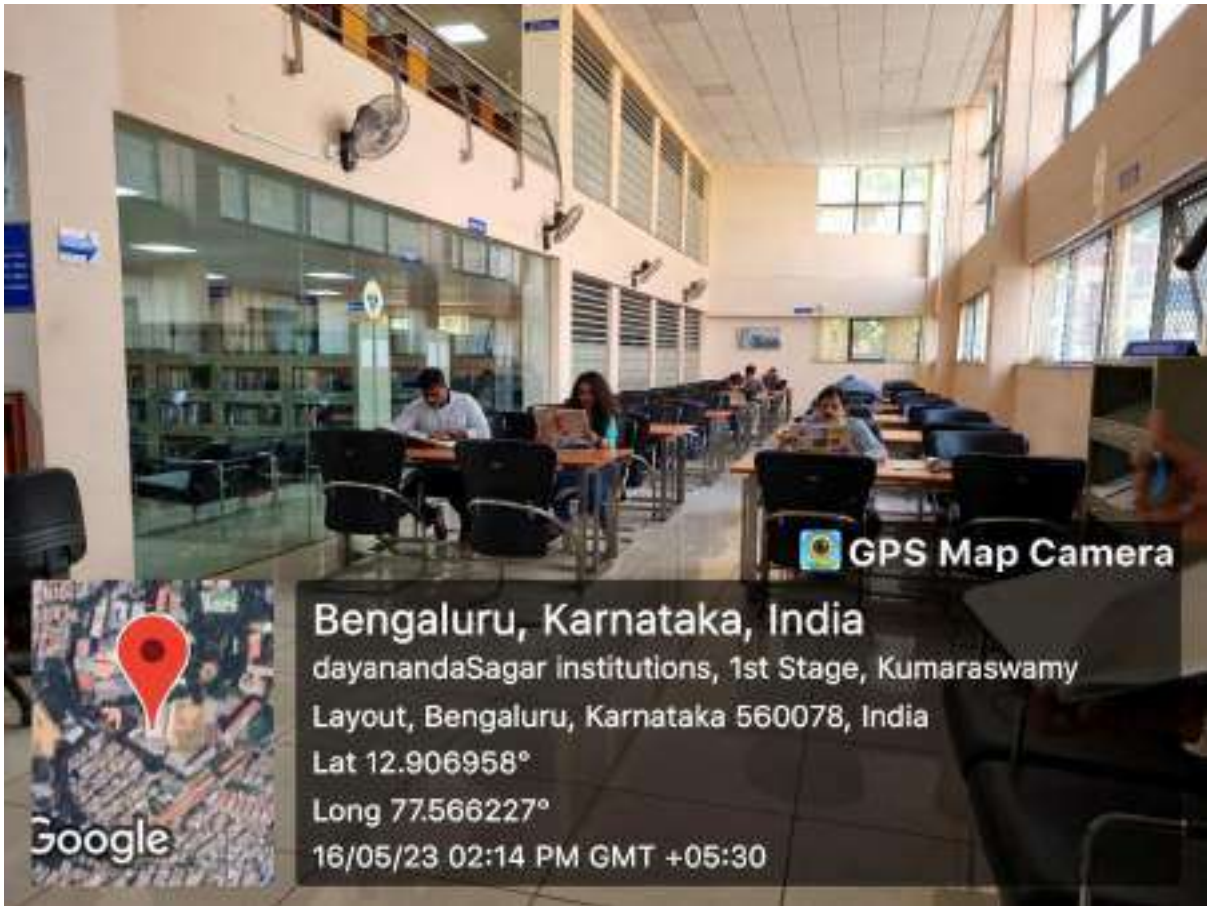 GPS Map Camera
Bengaluru, Karnataka, India
dayanandaSagar institutions, 1st Stage, Kumaraswamy
Layout, Bengaluru, Karnataka 560078, India
Lat 12.906958°
Long 77.566227°
16/05/23 02:14 PM GMT +05:30
Google